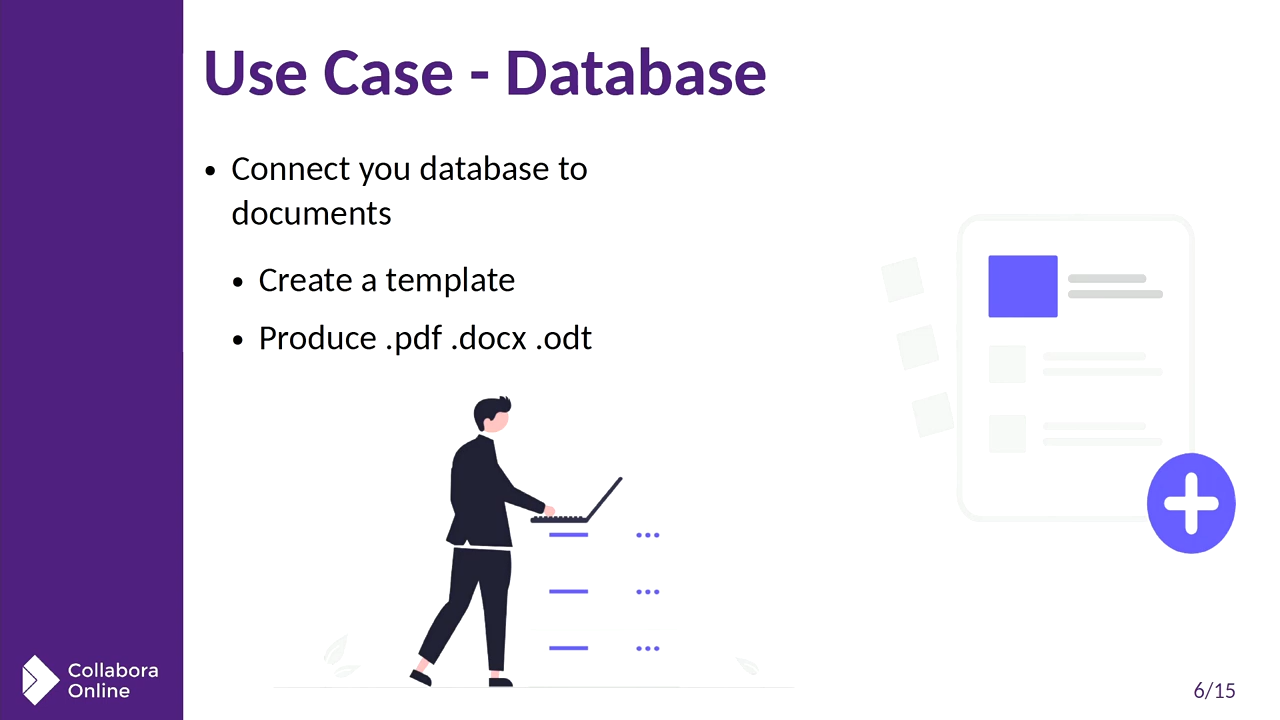 Use Case - Database
• Connect you database to
documents
• Create a template
• Produce .pdf .docx .odt
Collabora
Online
6/15